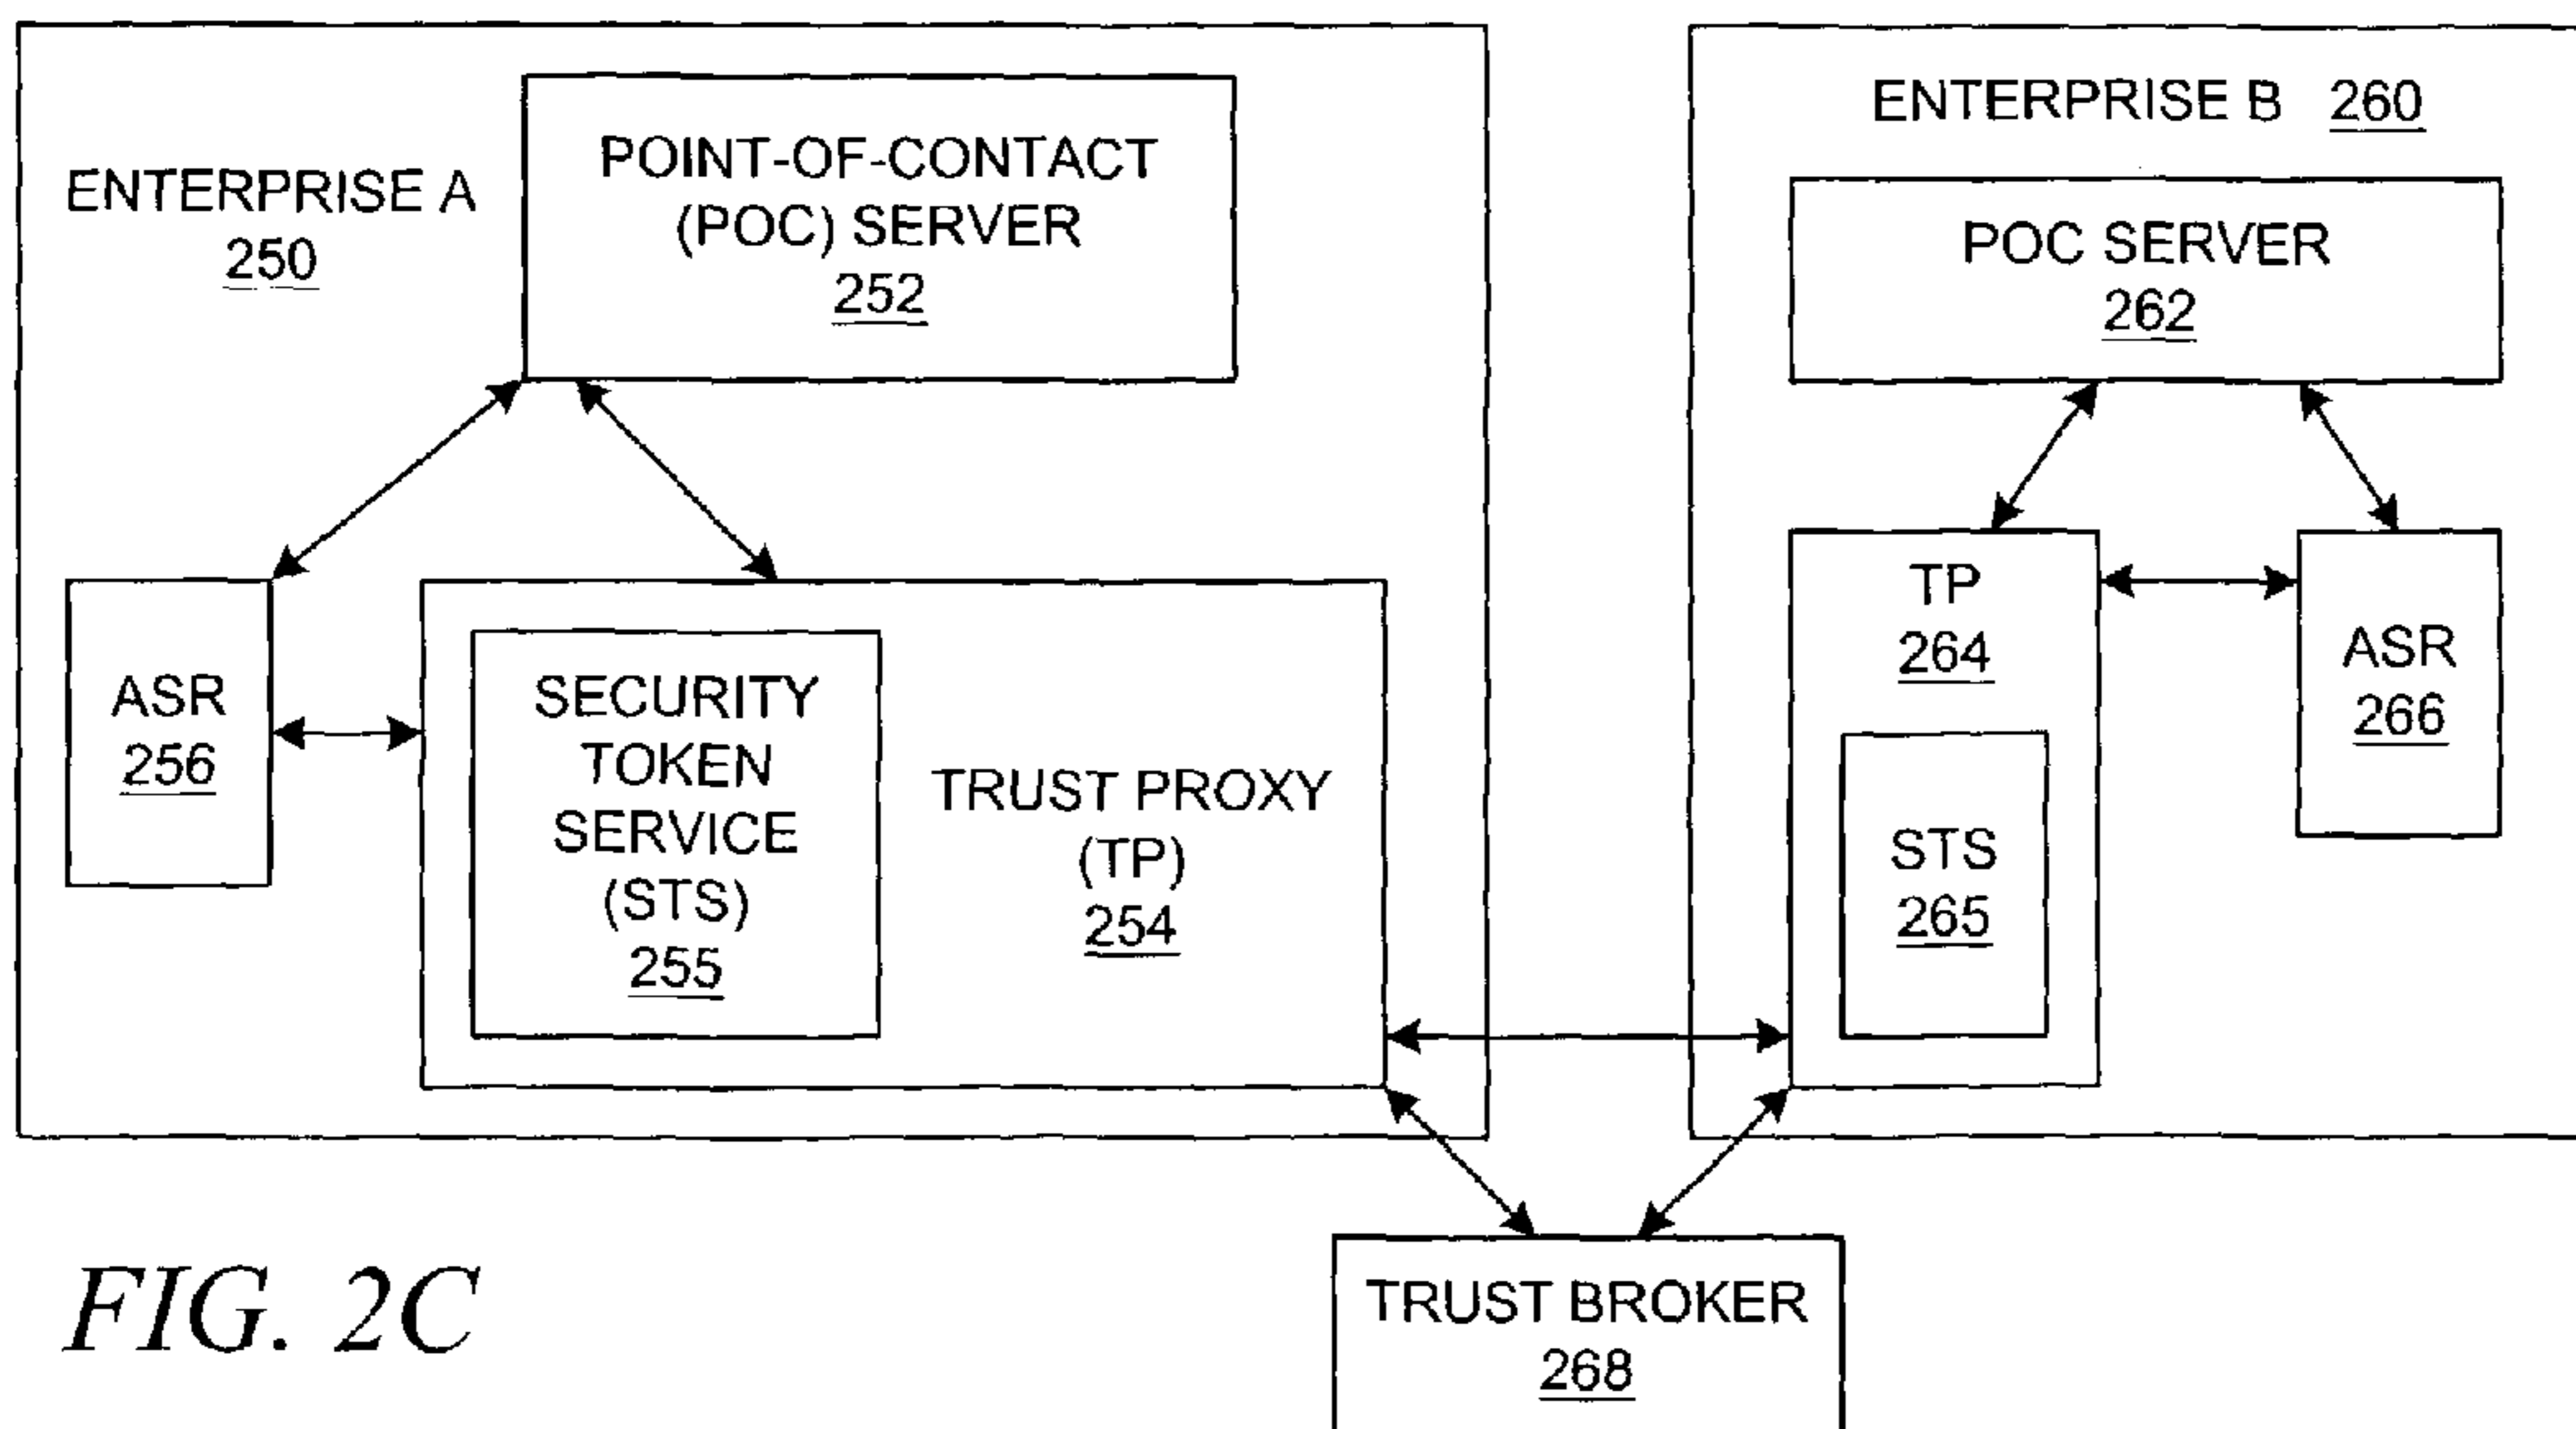 ENTERPRISE A
250
POINT-OF-CONTACT
(POC) SERVER
252
ASR
256
SECURITY
TOKEN
SERVICE
(STS)
255
TRUST PROXY
(TP)
254
ENTERPRISE B 260
POC SERVER
262
TP
264
STS
265
ASR
266
TRUST BROKER
268
FIG. 2C